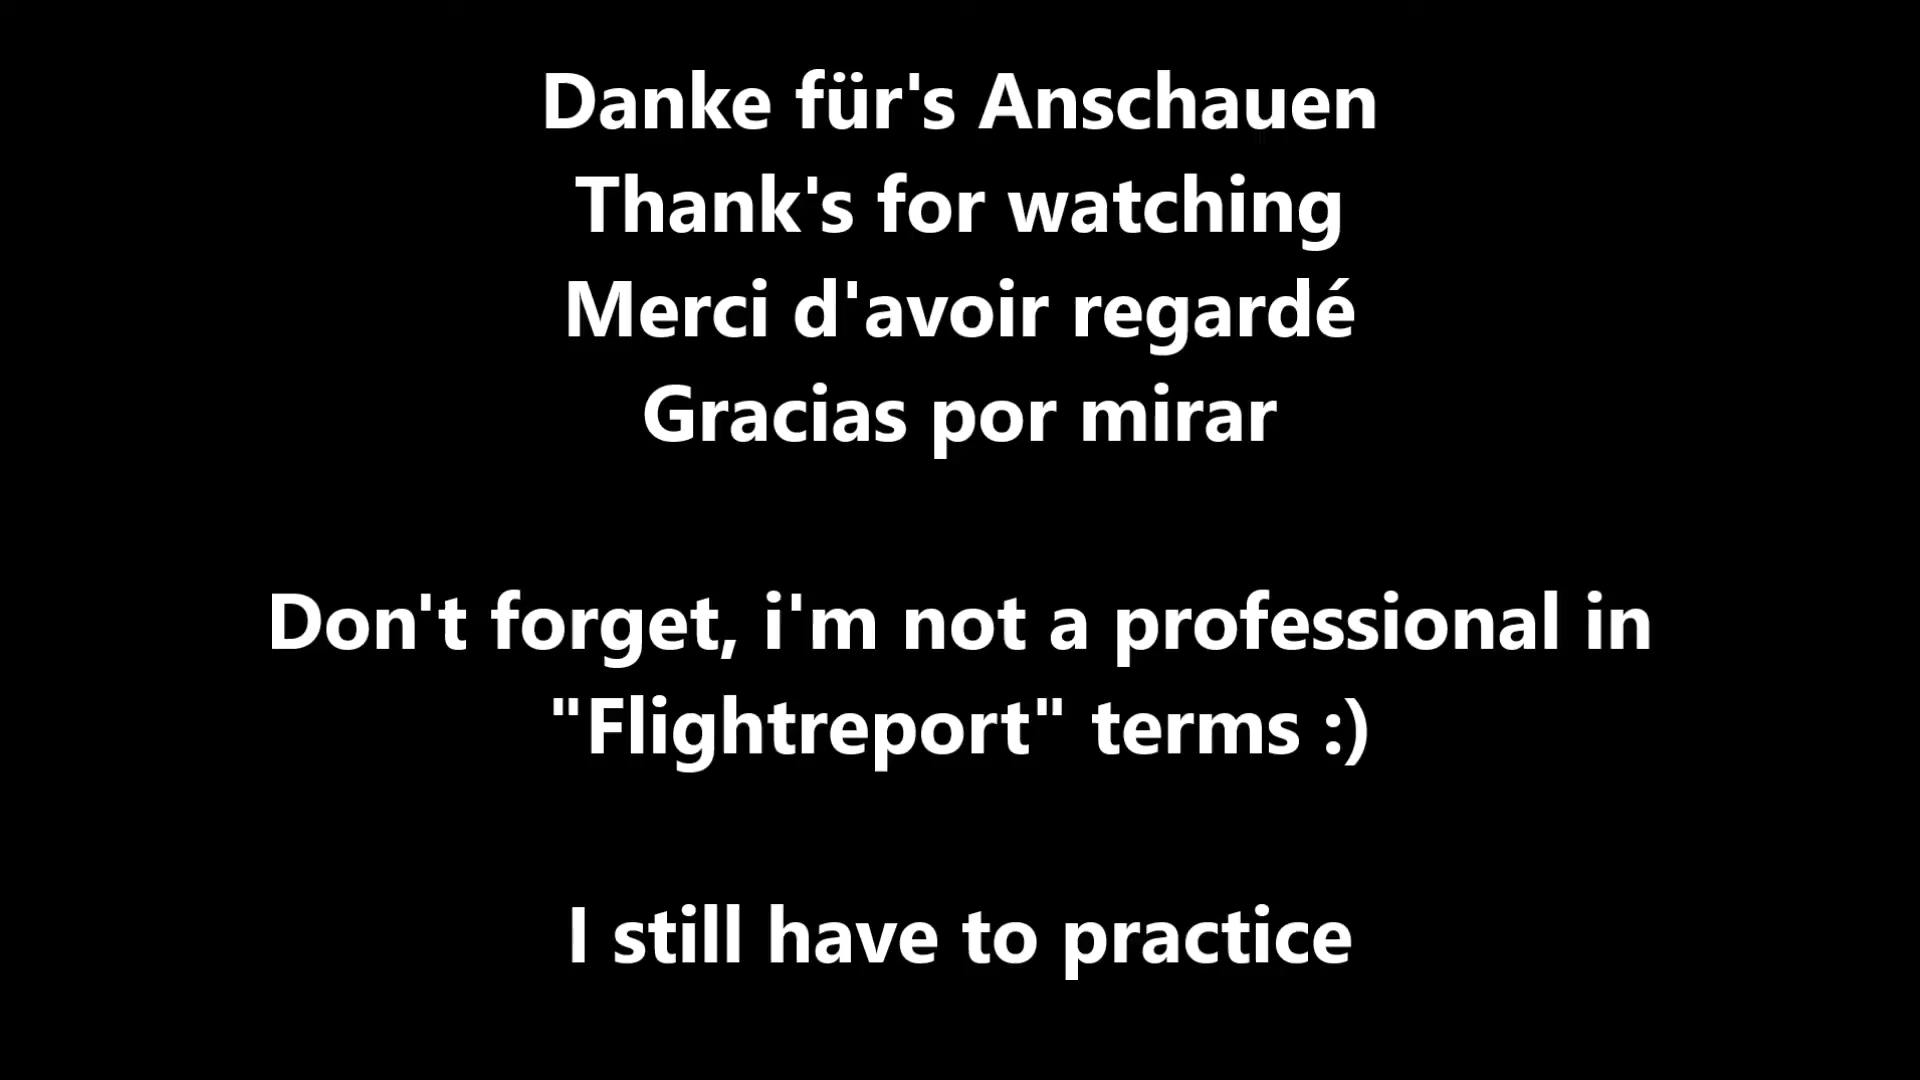 Danke für's Anschauen
Thank's for watching
Merci d'avoir regardé
Gracias por mirar
Don't forget, i'm not a professional in
"Flightreport" terms :)
I still have to practice